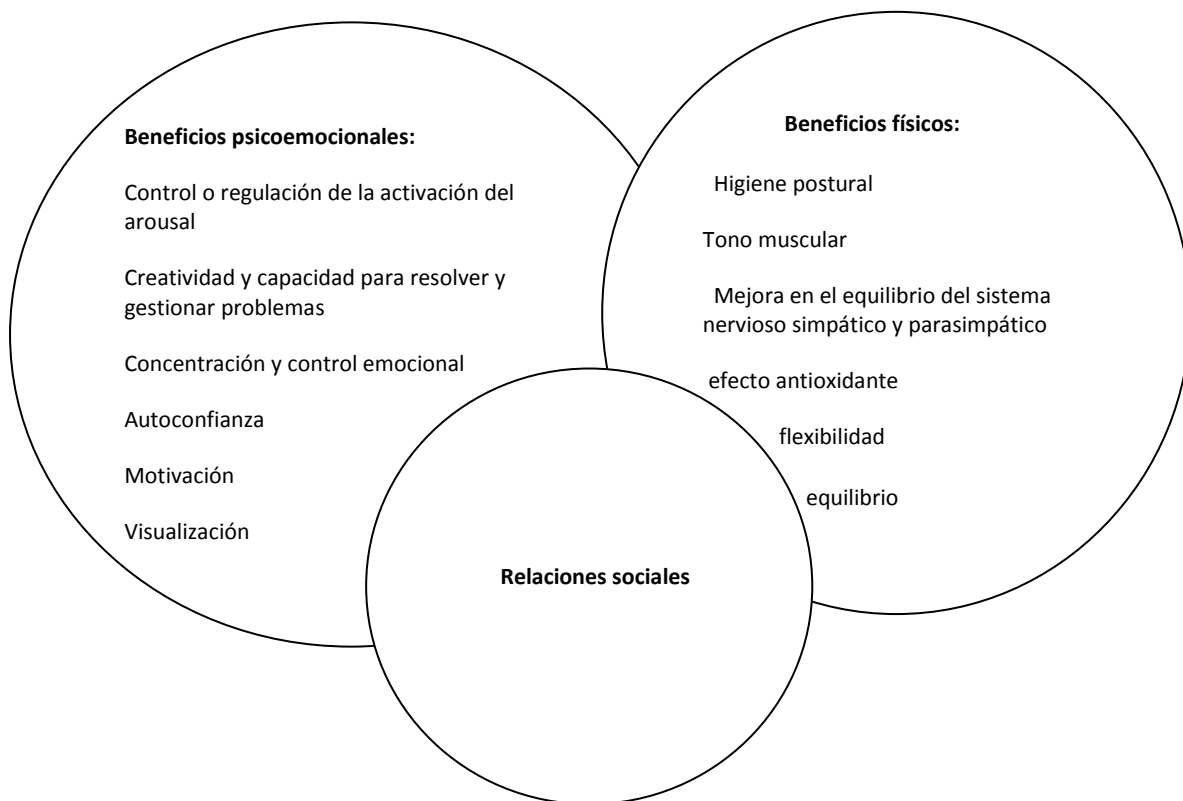 Beneficios psicoemocionales:
Control o regulación de la activación del
arousal
Creatividad y capacidad para resolver y
gestionar problemas
Concentración y control emocional
Autoconfianza
Motivación
Visualización
Beneficios físicos:
Higiene postural
Tono muscular
Mejora en el equilibrio del sistema
nervioso simpático y parasimpático
efecto antioxidante
flexibilidad
equilibrio
Relaciones sociales